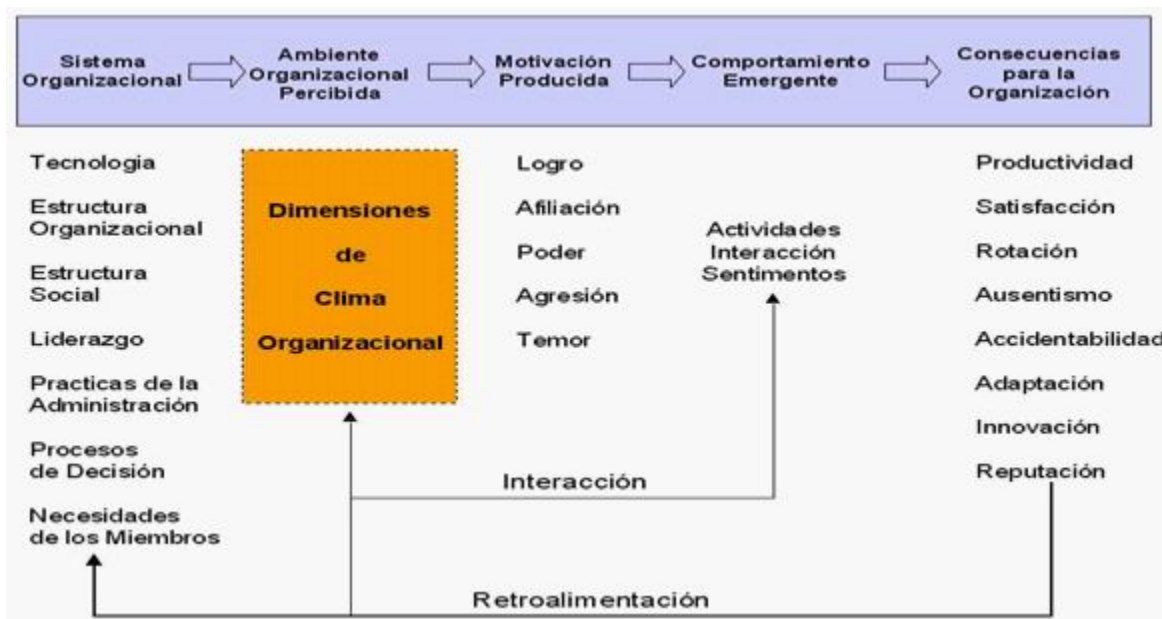 Sistema
Organizacional
Ambiente
Organizacional
Percibida
Motivación
Producida
Comportamiento
Emergente
Consecuencias
para la
Organización
Tecnologia
Estructura
Organizacional
Estructura
Social
Liderazgo
Practicas de la
Administración
Procesos
de Decisión
Necesidades
de los Miembros
Dimensiones
de
Clima
Organizacional
Logro
Afiliación
Poder
Agresión
Temor
Actividades
Interacción
Sentimentos
Productividad
Satisfacción
Rotación
Ausentismo
Accidentabilidad
Adaptación
Innovación
Reputación
Interacción
Retroalimentación